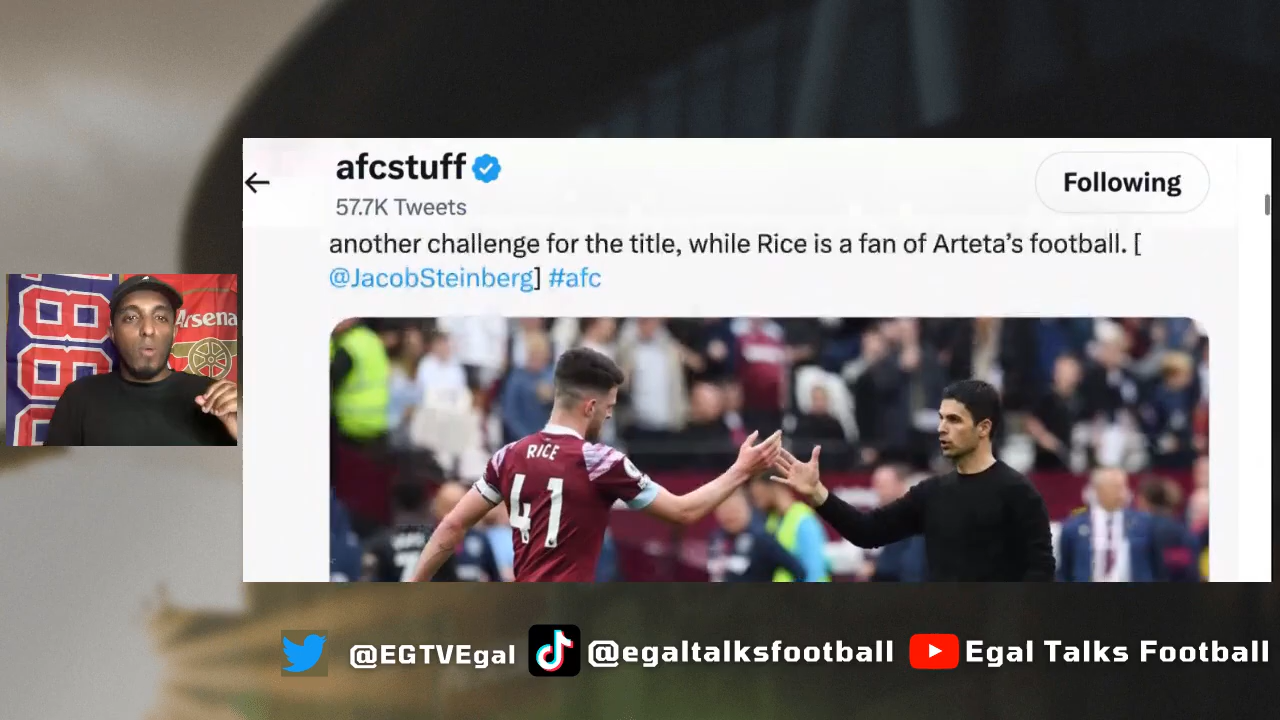 afcstuff
Following
57.7K Tweets
another challenge for the title, while Rice is a fan of Arteta’s football. [
@JacobSteinberg] #afc
Arsenal
RICE
41
@EGTVEgal
@egaltalksfootball
Egal Talks Football